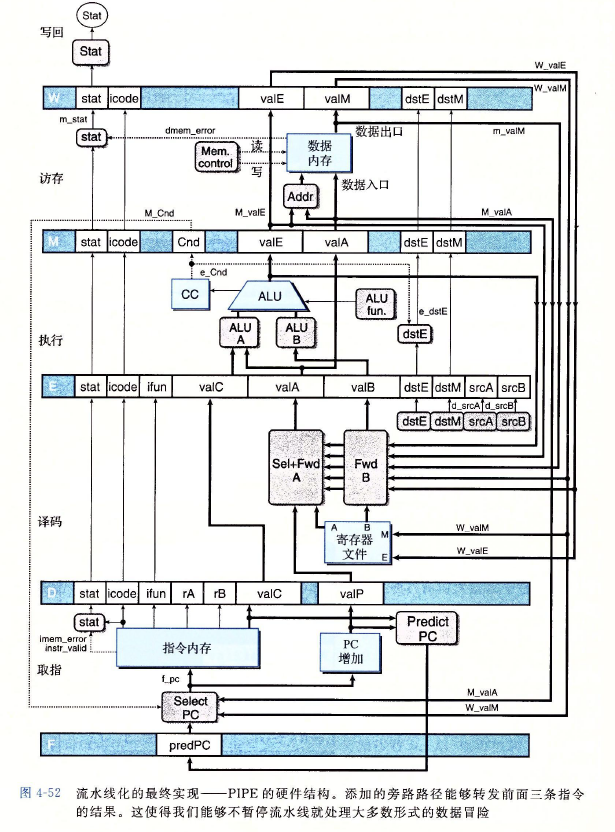 Stat
写回
Stat
W_valE
W stat icode valE valM dstE dstM
W_valM
m_stat
数据出口
m_valM
dmem_error
stat
Mem. control
读
写
数据内存
访存
数据入口
Addr
M_Cnd
M_valE
M_valA
M stat icode Cnd valE valA dstE dstM
e_Cnd
CC
ALU
ALU fun.
e_dstE
ALU A
ALU B
dstE
执行
E stat icode ifun valC valA valB dstE dstM srcA srcB
d_srcA d_srcB
dstE dstM srcA srcB
Sel+Fwd A
Fwd B
译码
A B
寄存器文件
M
E
W_valM
W_valE
D stat icode ifun rA rB valC valP
stat
Predict PC
imem_error
instr_valid
指令内存
PC 增加
取指
f_pc
M_valA
Select PC
W_valM
F predPC
图 4-52 流水线化的最终实现——PIPE 的硬件结构。添加的旁路路径能够转发前面三条指令
的结果。这使得我们能够不暂停流水线就处理大多数形式的数据冒险